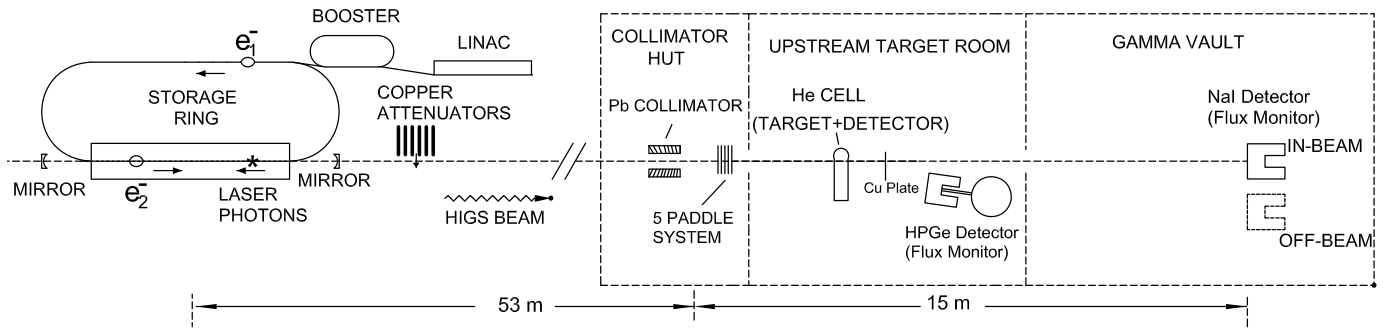 BOOSTER
LINAC
e₁⁻
STORAGE
RING
COPPER
ATTENUATORS
MIRROR
e₂⁻
LASER
PHOTONS
MIRROR
HIGS BEAM
COLLIMATOR
HUT
Pb COLLIMATOR
5 PADDLE
SYSTEM
UPSTREAM TARGET ROOM
He CELL
(TARGET+DETECTOR)
Cu Plate
HPGe Detector
(Flux Monitor)
GAMMA VAULT
NaI Detector
(Flux Monitor)
IN-BEAM
OFF-BEAM
53 m
15 m